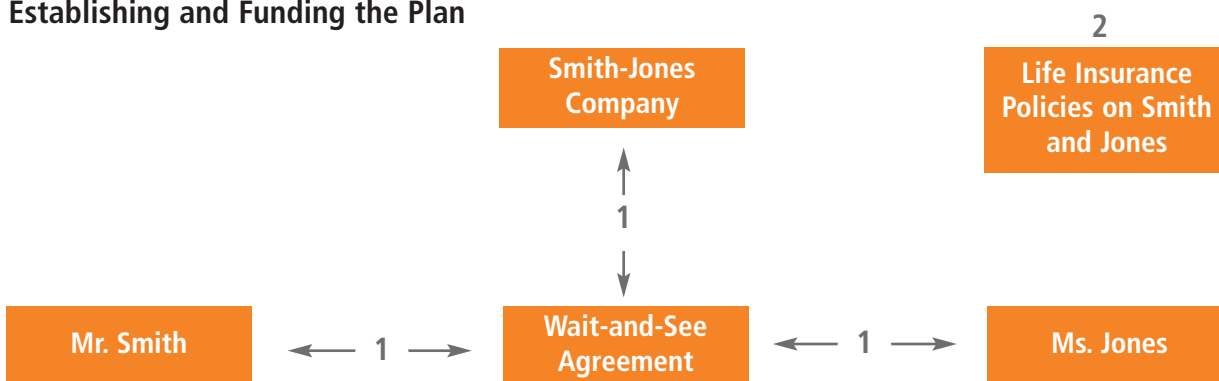 Establishing and Funding the Plan
2
Smith-Jones
Company
Life Insurance
Policies on Smith
and Jones
1
Mr. Smith
1
Wait-and-See
Agreement
1
Ms. Jones